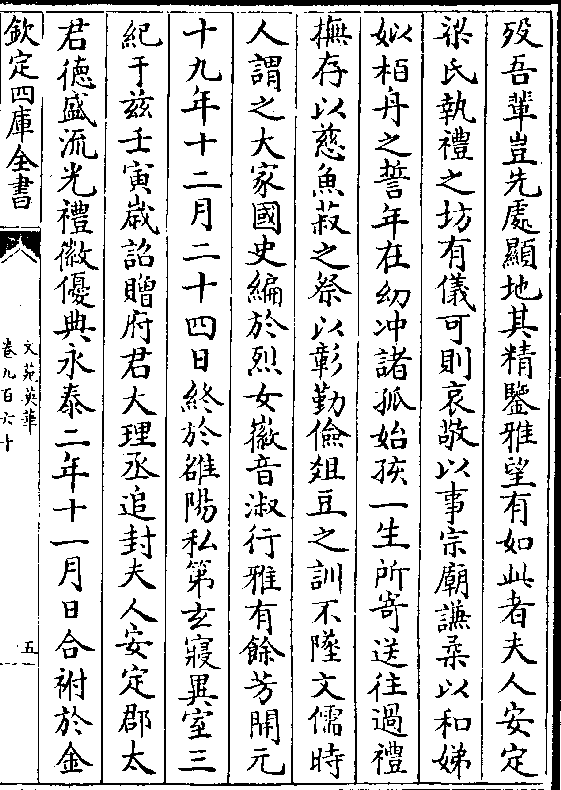 歿吾輩豈先處顯地其精鑒雅望有如此者夫人安定
梁氏執禮之坊有儀可則哀敬以事宗廟謙柔以和娣
姒柏舟之誓年在幼冲諸孤始孩一生所寄送往過禮
撫存以慈魚菽之祭以彰勤儉俎豆之訓不墜文儒時
人謂之大家國史編於烈女徽音淑行雅有餘芳開元
十九年十二月二十四日終於雒陽私第玄寢異室三
紀于兹壬寅歲詔贈府君大理丞追封夫人安定郡太
君徳盛流光禮徽優典永泰二年十一月日合祔於金
欽定四庫全書
文苑英華
卷九百六十
五